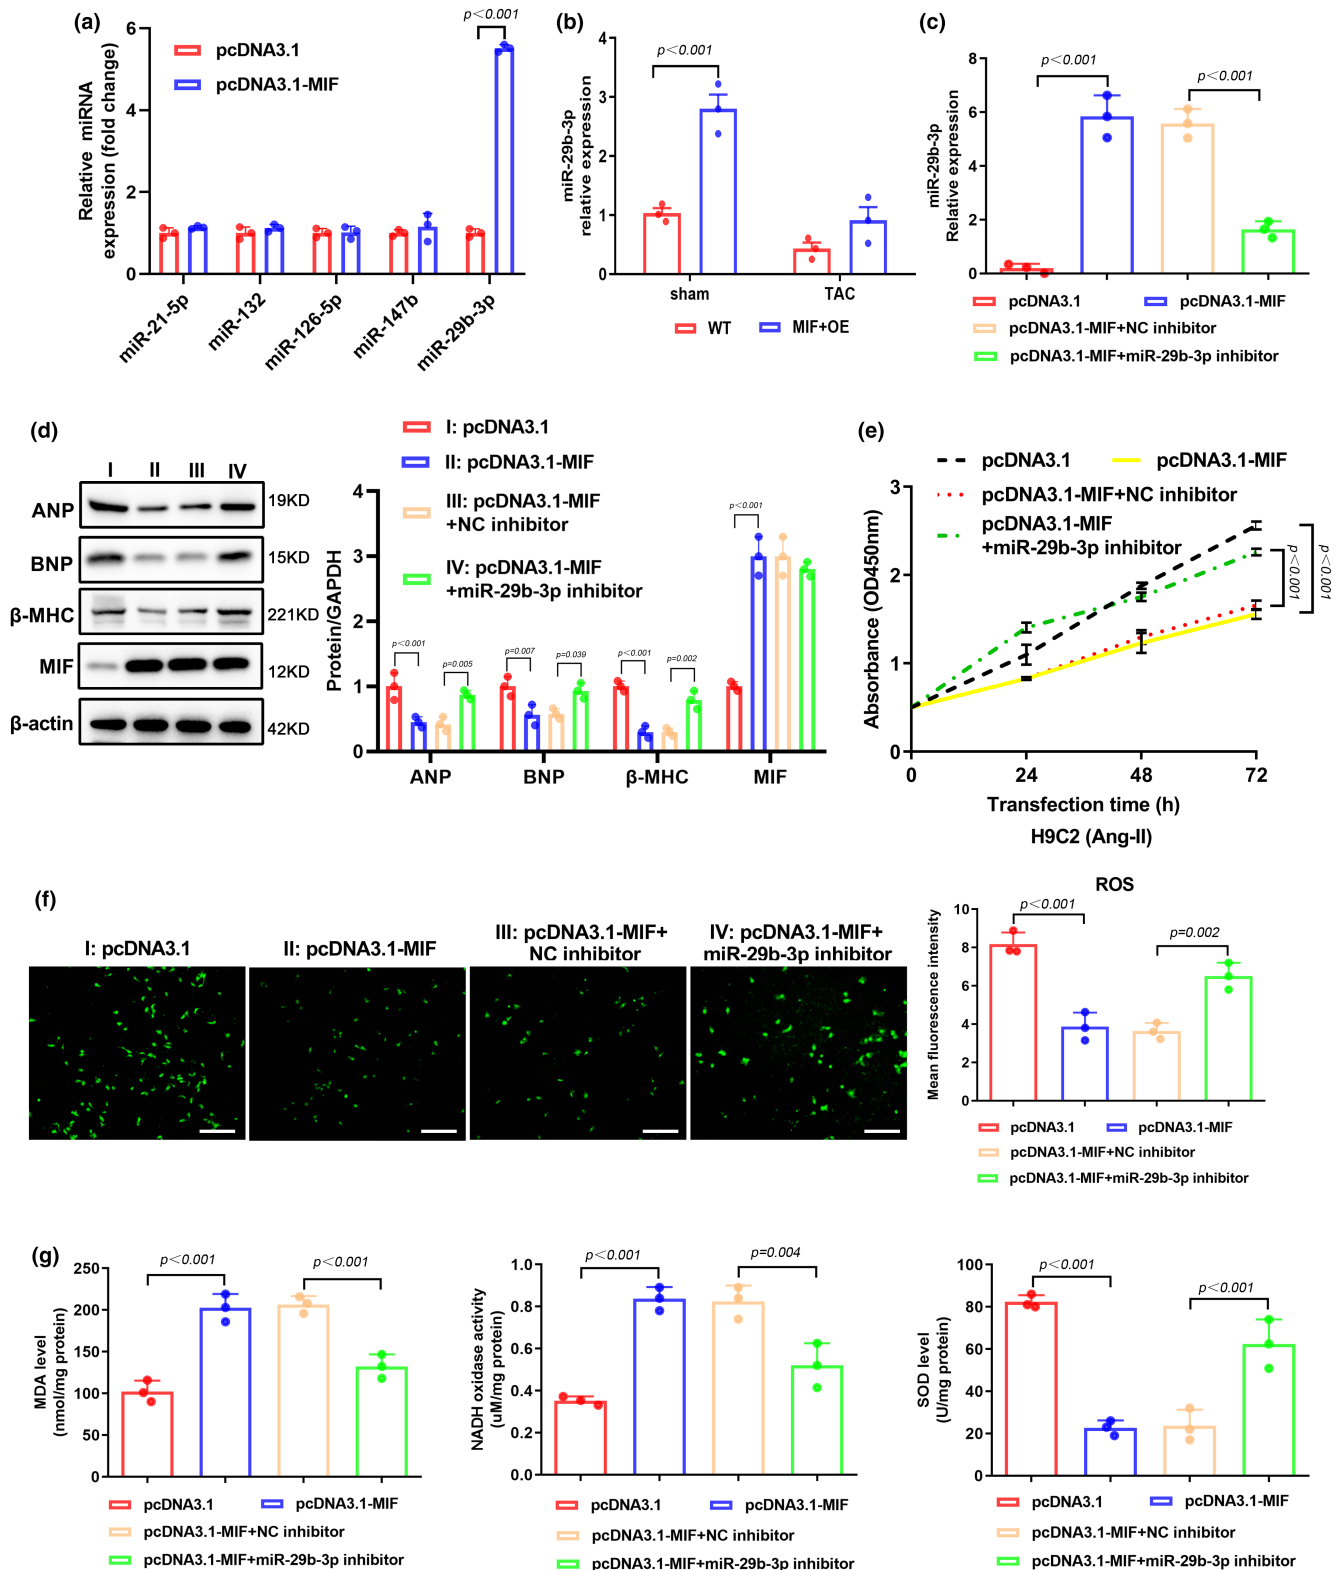 (a)
p<0.001
pcDNA3.1
pcDNA3.1-MIF
Relative miRNA
expression (fold change)
6
4
2
0
miR-21-5p
miR-132
miR-126-5p
miR-147b
miR-29b-3p
(b)
p<0.001
miR-29b-3p
relative expression
4
3
2
1
0
sham
TAC
WT
MIF+OE
(c)
p<0.001
p<0.001
miR-29b-3p
Relative expression
8
6
4
2
0
pcDNA3.1
pcDNA3.1-MIF
pcDNA3.1-MIF+NC inhibitor
pcDNA3.1-MIF+miR-29b-3p inhibitor
(d)
I II III IV
ANP 19KD
BNP 15KD
β-MHC 221KD
MIF 12KD
β-actin 42KD
I: pcDNA3.1
II: pcDNA3.1-MIF
III: pcDNA3.1-MIF
+NC inhibitor
IV: pcDNA3.1-MIF
+miR-29b-3p inhibitor
Protein/GAPDH
4
3
2
1
0
p<0.001
p=0.005
p=0.007
p=0.039
p<0.001
p=0.002
p<0.001
ANP
BNP
β-MHC
MIF
(e)
pcDNA3.1
pcDNA3.1-MIF
pcDNA3.1-MIF+NC inhibitor
pcDNA3.1-MIF
+miR-29b-3p inhibitor
Absorbance (OD450nm)
3
2
1
0
p<0.001
p<0.001
0
24
48
72
Transfection time (h)
H9C2 (Ang-II)
(f)
I: pcDNA3.1
II: pcDNA3.1-MIF
III: pcDNA3.1-MIF+
NC inhibitor
IV: pcDNA3.1-MIF+
miR-29b-3p inhibitor
ROS
p<0.001
p=0.002
Mean fluorescence intensity
10
8
6
4
2
0
pcDNA3.1
pcDNA3.1-MIF
pcDNA3.1-MIF+NC inhibitor
pcDNA3.1-MIF+miR-29b-3p inhibitor
(g)
p<0.001
p<0.001
MDA level
(nmol/mg protein)
250
200
150
100
50
0
pcDNA3.1
pcDNA3.1-MIF
pcDNA3.1-MIF+NC inhibitor
pcDNA3.1-MIF+miR-29b-3p inhibitor
p<0.001
p=0.004
NADH oxidase activity
(uM/mg protein)
1.0
0.8
0.6
0.4
0.2
0.0
pcDNA3.1
pcDNA3.1-MIF
pcDNA3.1-MIF+NC inhibitor
pcDNA3.1-MIF+miR-29b-3p inhibitor
p<0.001
p<0.001
SOD level
(U/mg protein)
100
80
60
40
20
0
pcDNA3.1
pcDNA3.1-MIF
pcDNA3.1-MIF+NC inhibitor
pcDNA3.1-MIF+miR-29b-3p inhibitor